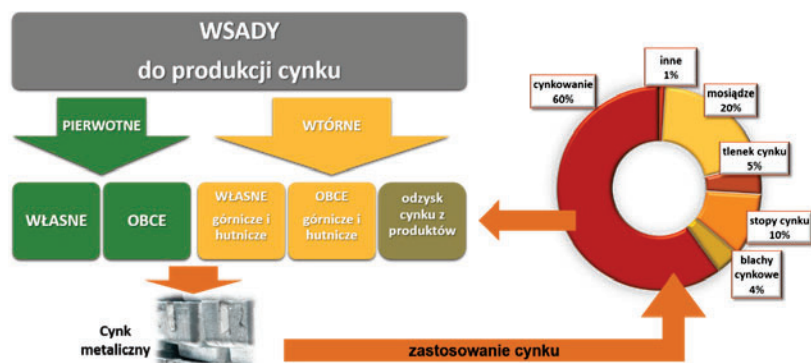 WSADY
do produkcji cynku
PIERWOTNE
WTÓRNE
WŁASNE
OBCE
WŁASNE
górnicze i
hutnicze
OBCE
górnicze i
hutnicze
odzysk
cynku z
produktów
Cynk
metaliczny
zastosowanie cynku
inne
1%
cynkowanie
60%
mosiądze
20%
tlenek cynku
5%
stopy cynku
10%
blachy
cynkowe
4%